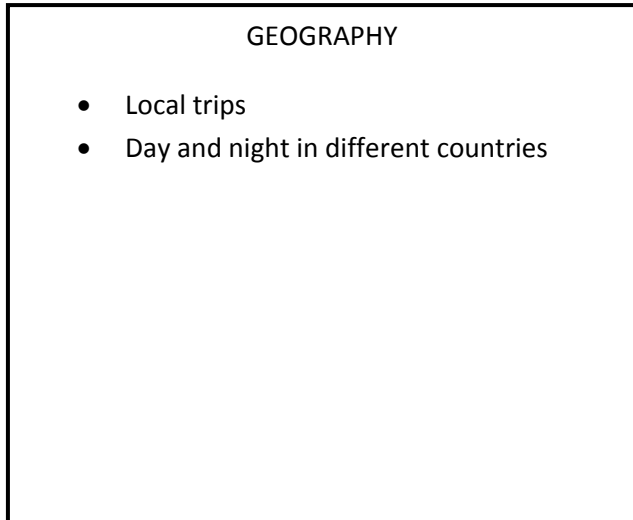 GEOGRAPHY
• Local trips
• Day and night in different countries